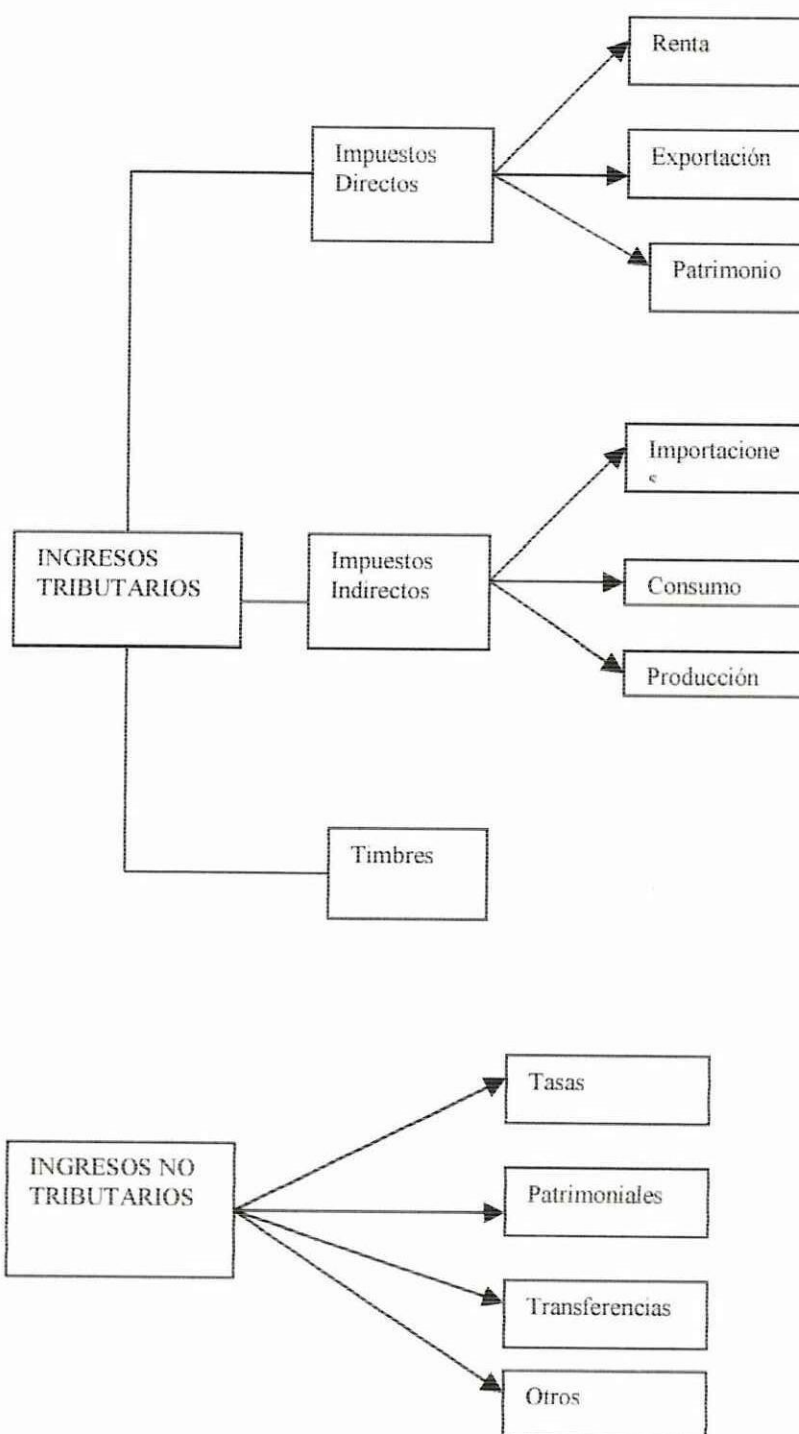 Renta
Impuestos
Directos
Exportación
Patrimonio
Importacione
s
INGRESOS
TRIBUTARIOS
Impuestos
Indirectos
Consumo
Producción
Timbres
Tasas
INGRESOS NO
TRIBUTARIOS
Patrimoniales
Transferencias
Otros